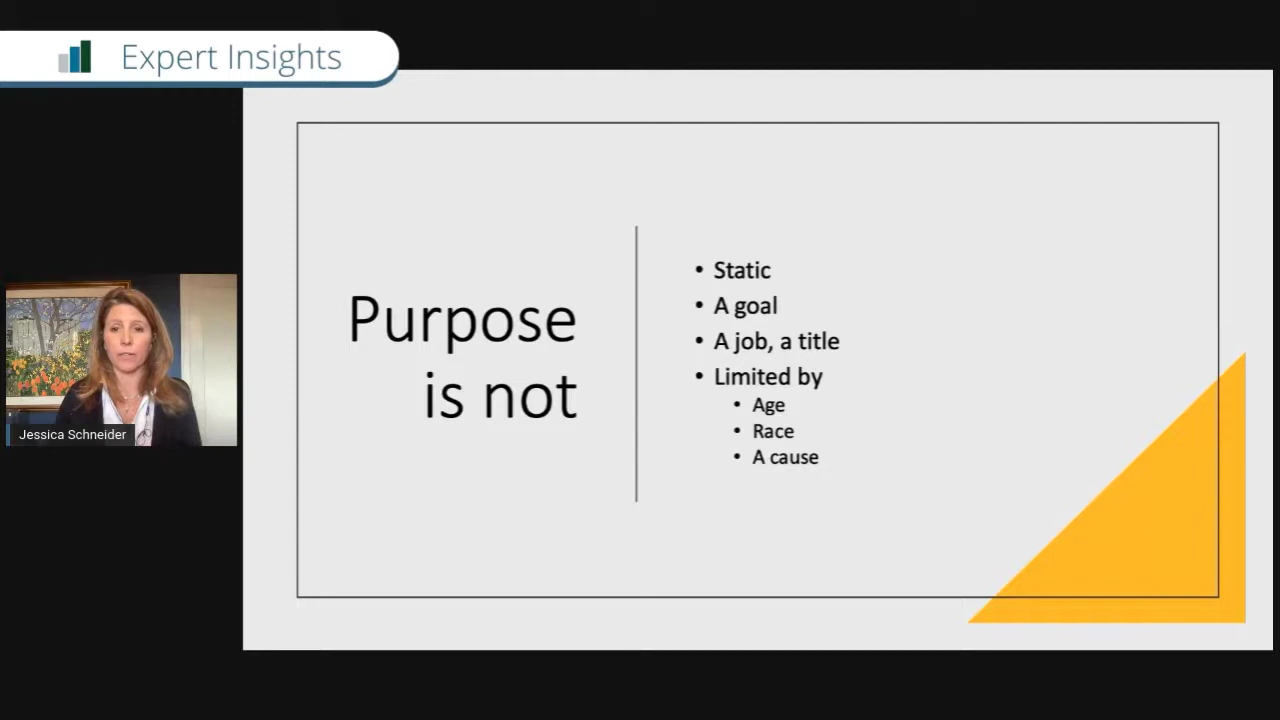 Expert Insights
Purpose
is not
• Static
• A goal
• A job, a title
• Limited by
• Age
• Race
• A cause
Jessica Schneider